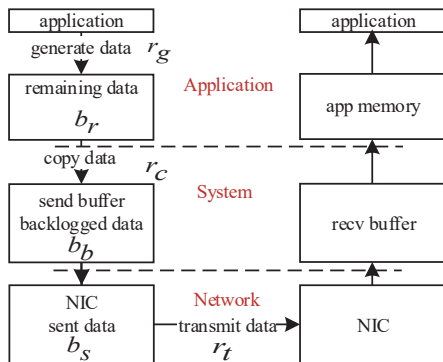 application
application
generate data
r_g
remaining data
b_r
Application
app memory
copy data
r_c
send buffer
backlogged data
b_b
System
recv buffer
NIC
sent data
b_s
Network
transmit data
r_t
NIC